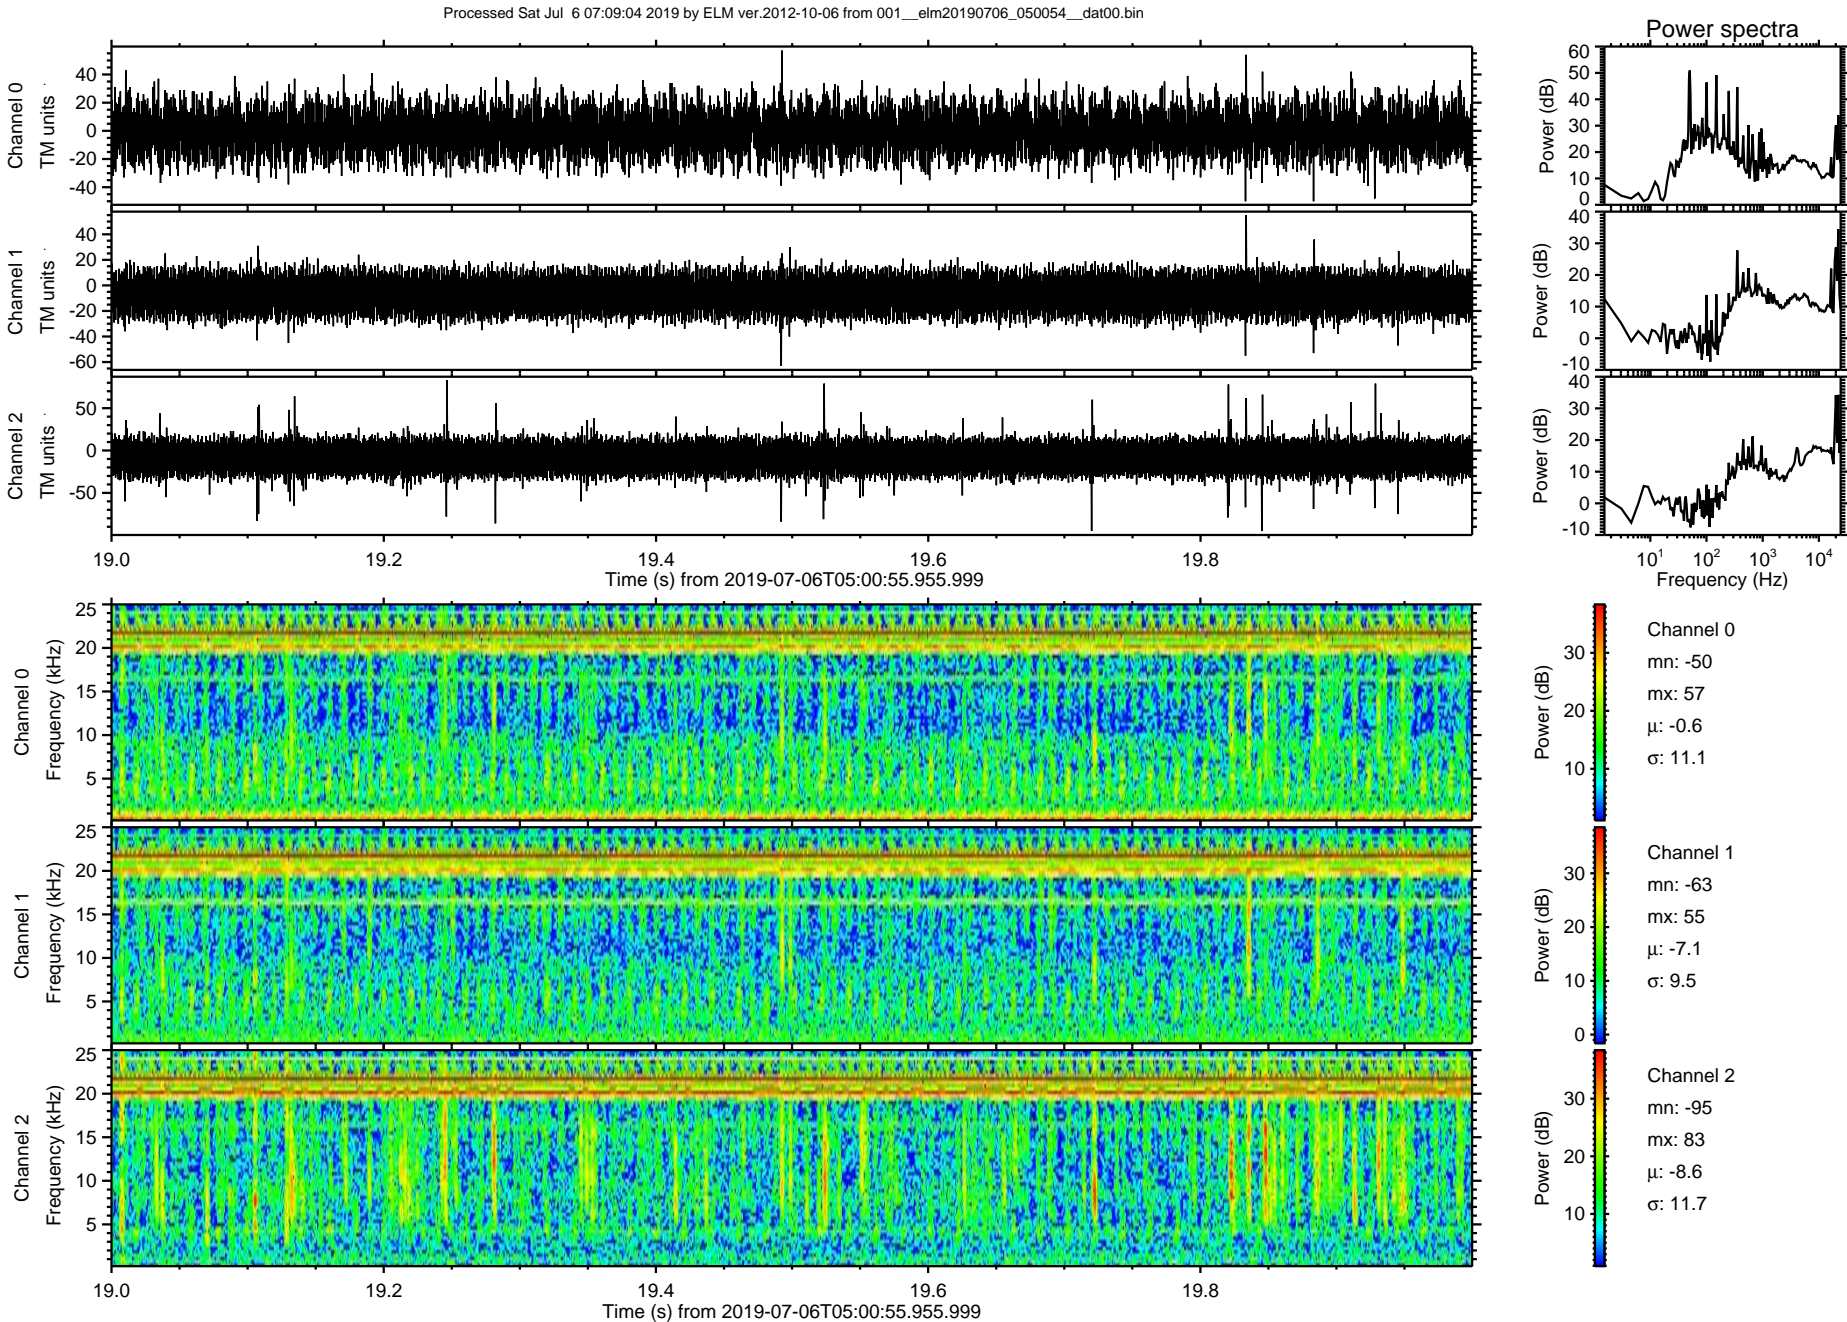 Processed Sat Jul  6 07:09:04 2019 by ELM ver.2012-10-06 from 001__elm20190706_050054__dat00.bin
Power spectra
Channel 0
TM units
40
20
0
-20
-40
Power (dB)
60
50
40
30
20
10
0
Channel 1
TM units
40
20
0
-20
-40
-60
Power (dB)
40
30
20
10
0
-10
Channel 2
TM units
50
0
-50
Power (dB)
40
30
20
10
0
-10
19.0 19.2 19.4 19.6 19.8
Time (s) from 2019-07-06T05:00:55.955.999
10¹ 10² 10³ 10⁴
Frequency (Hz)
Channel 0
Frequency (kHz)
25
20
15
10
5
Power (dB)
30
20
10
Channel 0
mn: -50
mx: 57
µ: -0.6
σ: 11.1
Channel 1
Frequency (kHz)
25
20
15
10
5
Power (dB)
30
20
10
0
Channel 1
mn: -63
mx: 55
µ: -7.1
σ: 9.5
Channel 2
Frequency (kHz)
25
20
15
10
5
Power (dB)
30
20
10
Channel 2
mn: -95
mx: 83
µ: -8.6
σ: 11.7
19.0 19.2 19.4 19.6 19.8
Time (s) from 2019-07-06T05:00:55.955.999